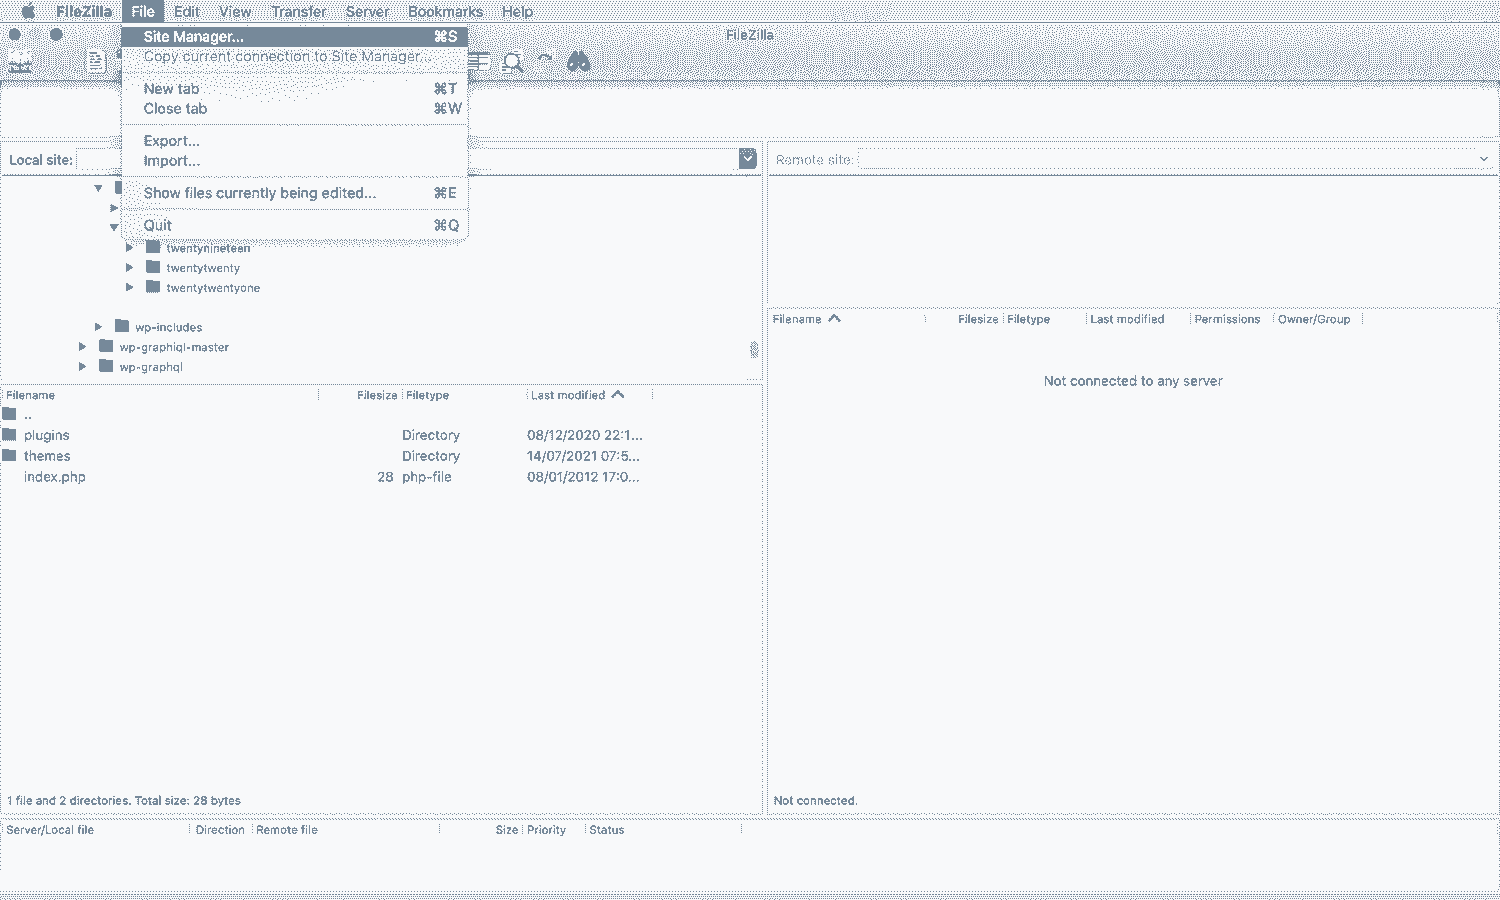 FileZilla File Edit View Transfer Server Bookmarks Help
FileZilla
Site Manager... ⌘S
Copy current connection to Site Manager...
New tab ⌘T
Close tab ⌘W
Export...
Import...
Show files currently being edited... ⌘E
Quit ⌘Q
Local site:
twentynineteen
twentytwenty
twentytwentyone
wp-includes
wp-graphiql-master
wp-graphql
Filename Filesize Filetype Last modified
..
plugins Directory 08/12/2020 22:1...
themes Directory 14/07/2021 07:5...
index.php 28 php-file 08/01/2012 17:0...
1 file and 2 directories. Total size: 28 bytes
Remote site:
Filename Filesize Filetype Last modified Permissions Owner/Group
Not connected to any server
Not connected.
Server/Local file Direction Remote file Size Priority Status